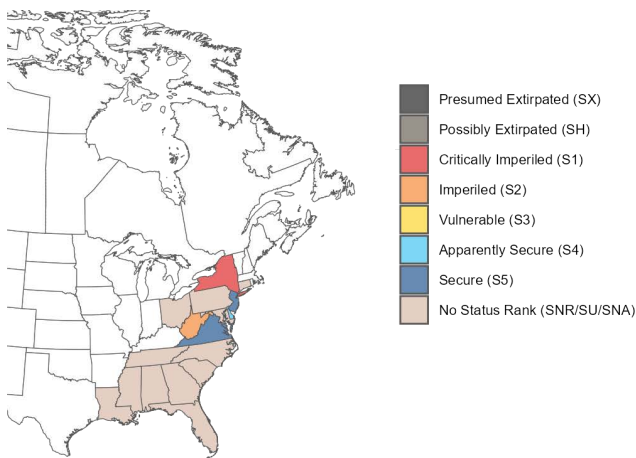 Presumed Extirpated (SX)
Possibly Extirpated (SH)
Critically Imperiled (S1)
Imperiled (S2)
Vulnerable (S3)
Apparently Secure (S4)
Secure (S5)
No Status Rank (SNR/SU/SNA)